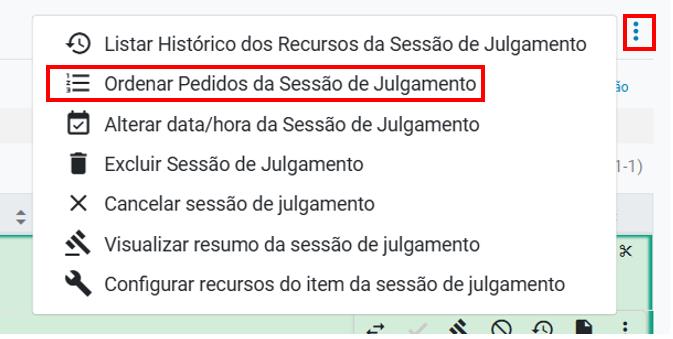 Listar Histórico dos Recursos da Sessão de Julgamento
Ordenar Pedidos da Sessão de Julgamento
ão
Alterar data/hora da Sessão de Julgamento
Excluir Sessão de Julgamento
1-1)
Cancelar sessão de julgamento
Visualizar resumo da sessão de julgamento
Configurar recursos do item da sessão de julgamento